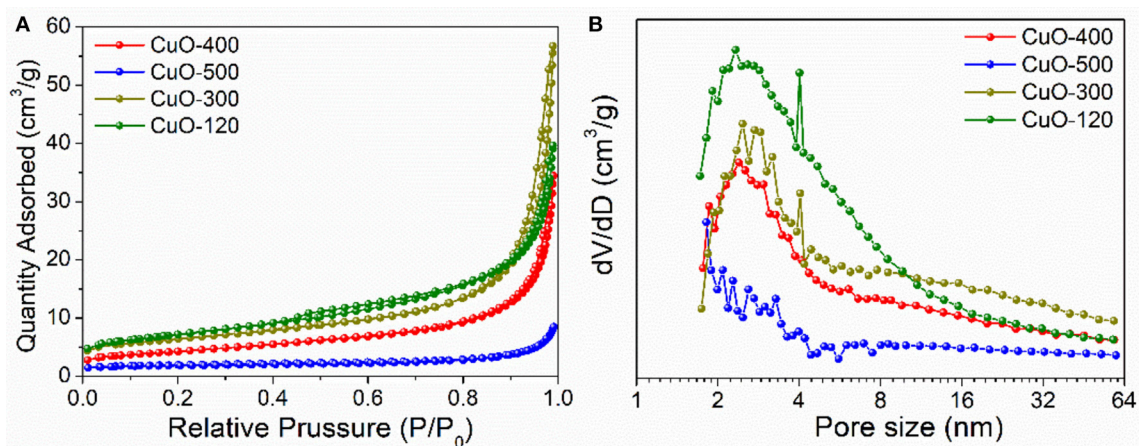 A
60
50
40
30
20
10
0
Quantity Adsorbed (cm³/g)
CuO-400
CuO-500
CuO-300
CuO-120
0.0
0.2
0.4
0.6
0.8
1.0
Relative Prussure (P/P₀)
B
dV/dD (cm³/g)
CuO-400
CuO-500
CuO-300
CuO-120
1
2
4
8
16
32
64
Pore size (nm)